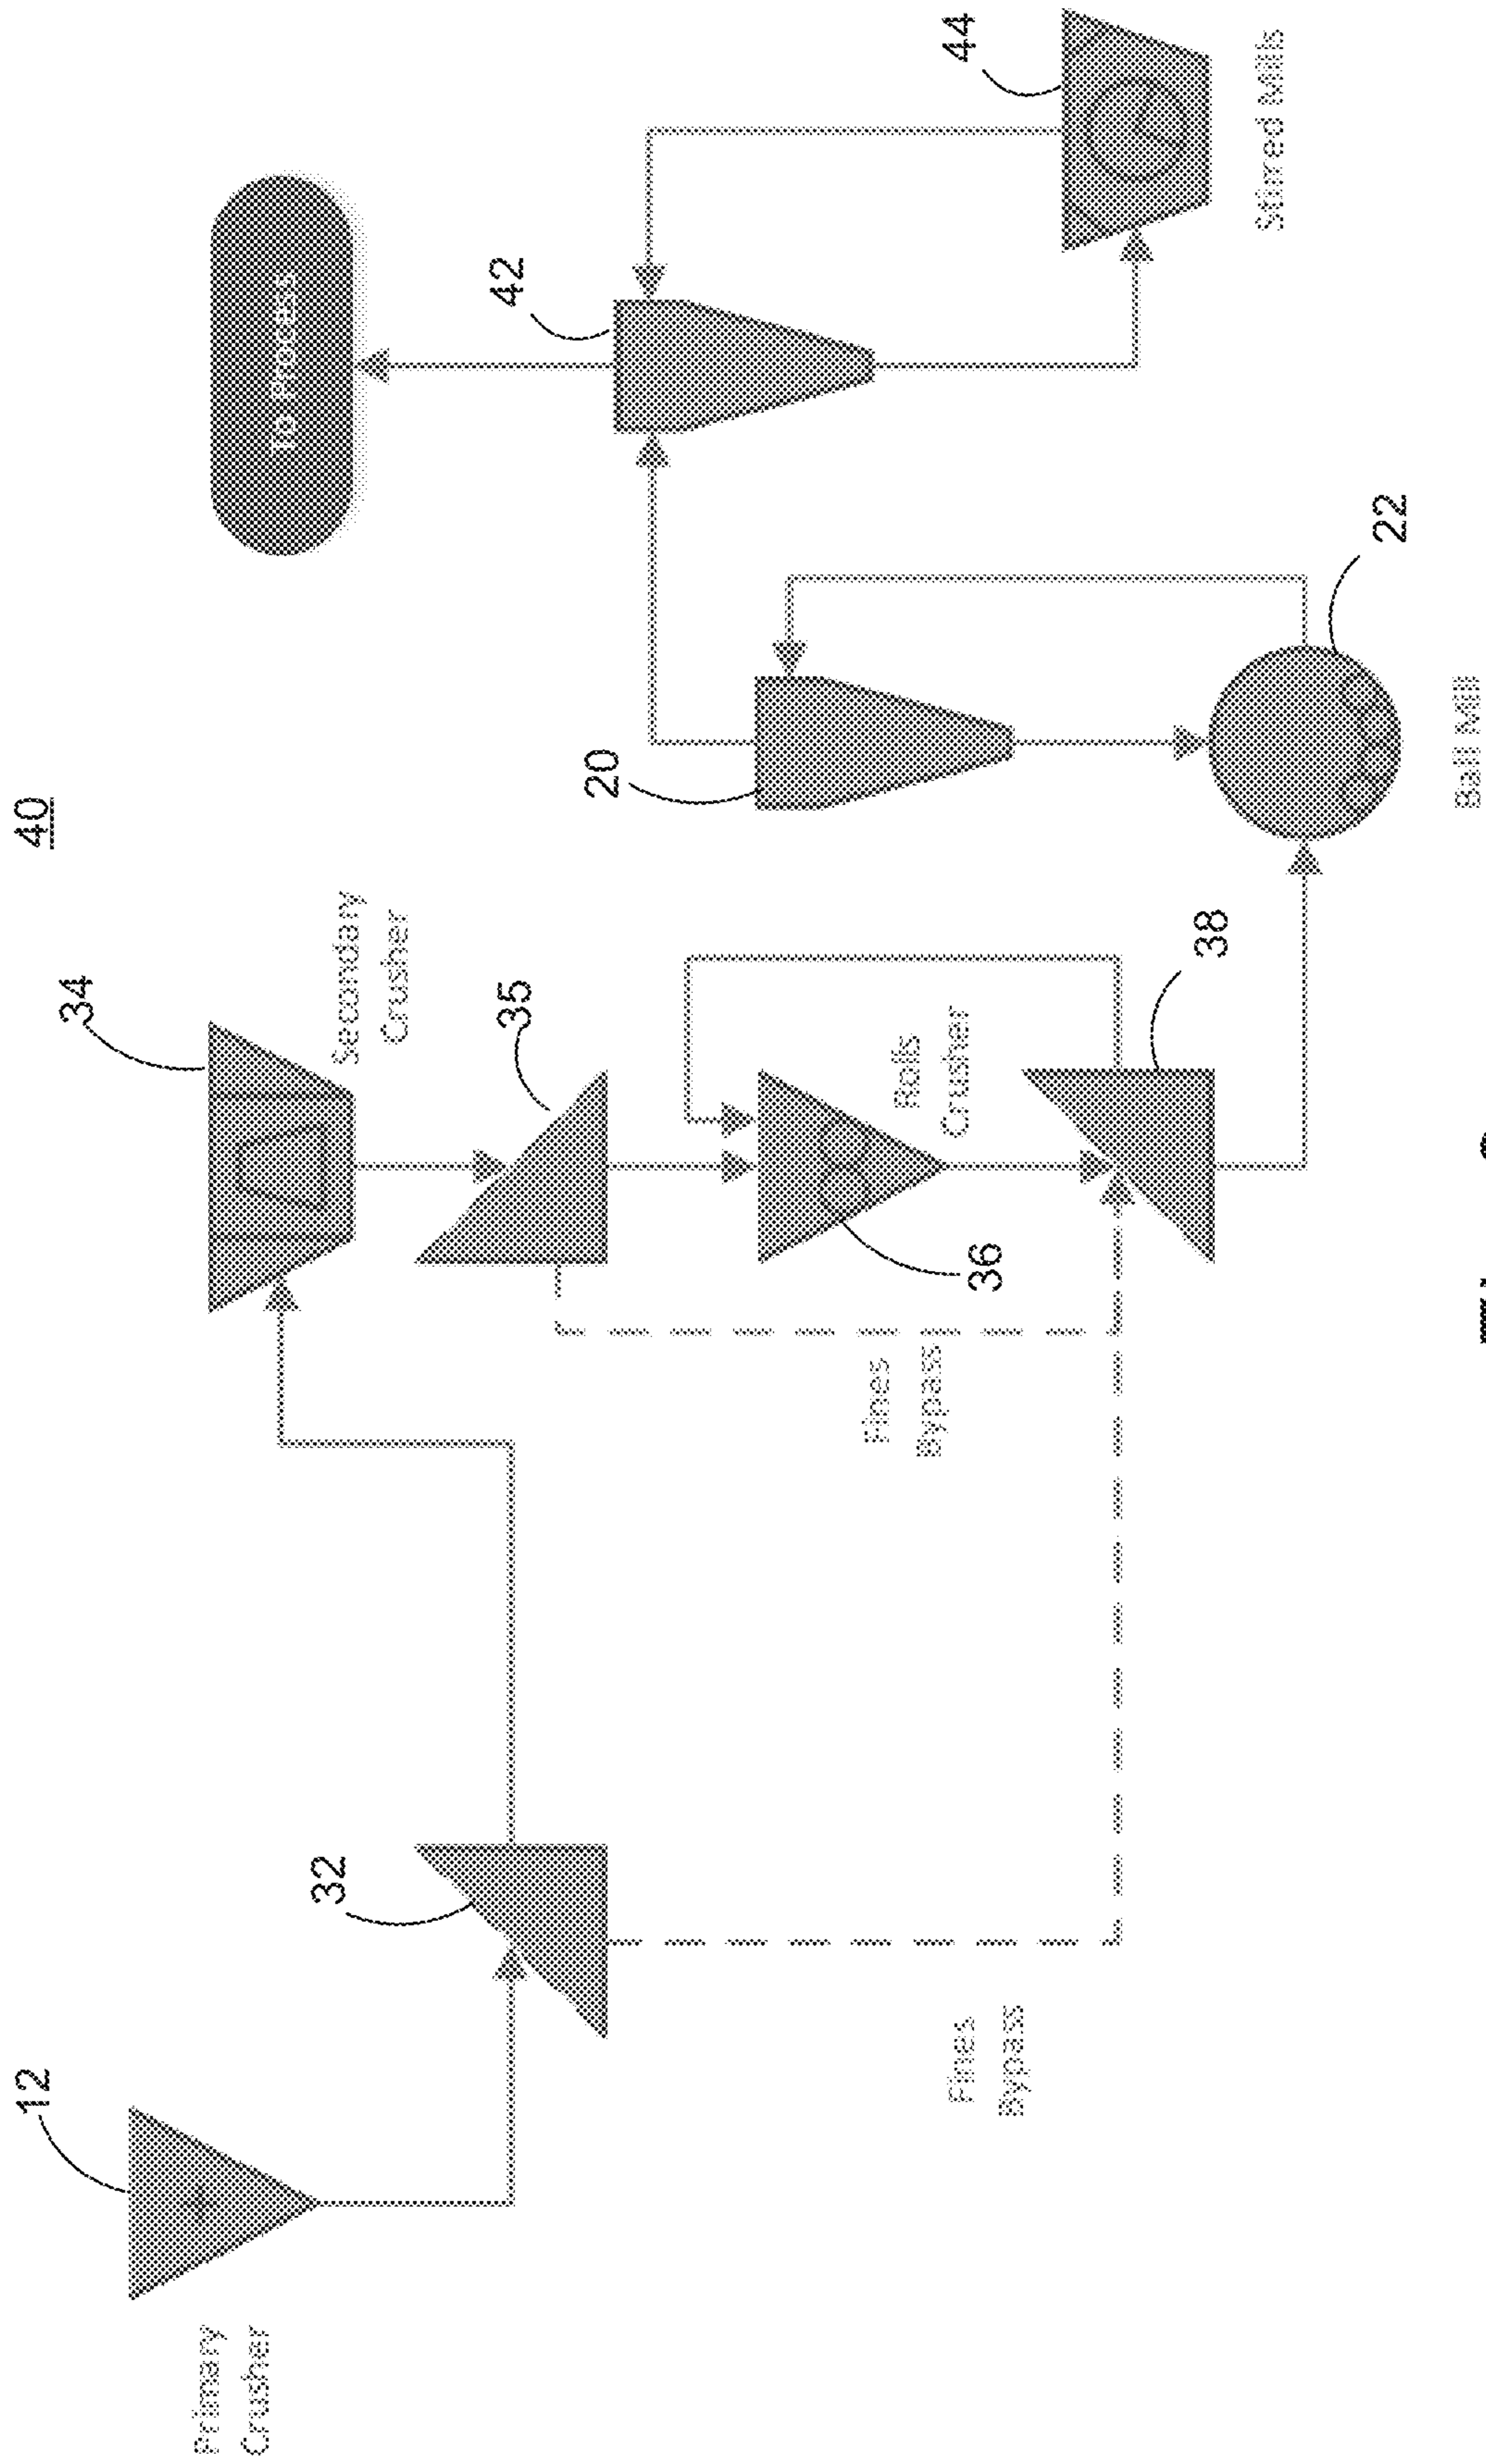 40
12
Primary
Crusher
32
Fines
Bypass
34
Secondary
Crusher
35
Fines
Bypass
36
Rolls
Crusher
38
20
22
Ball Mill
To Process
42
44
Stirred Mills